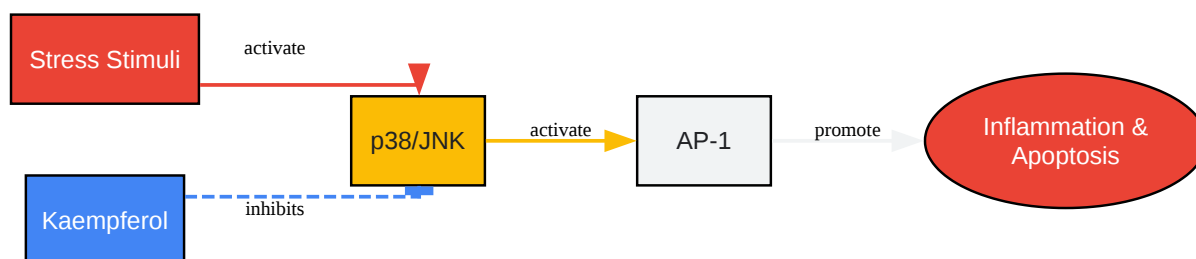 Stress Stimuli
activate
p38/JNK
activate
AP-1
promote
Inflammation &
Apoptosis
Kaempferol
inhibits